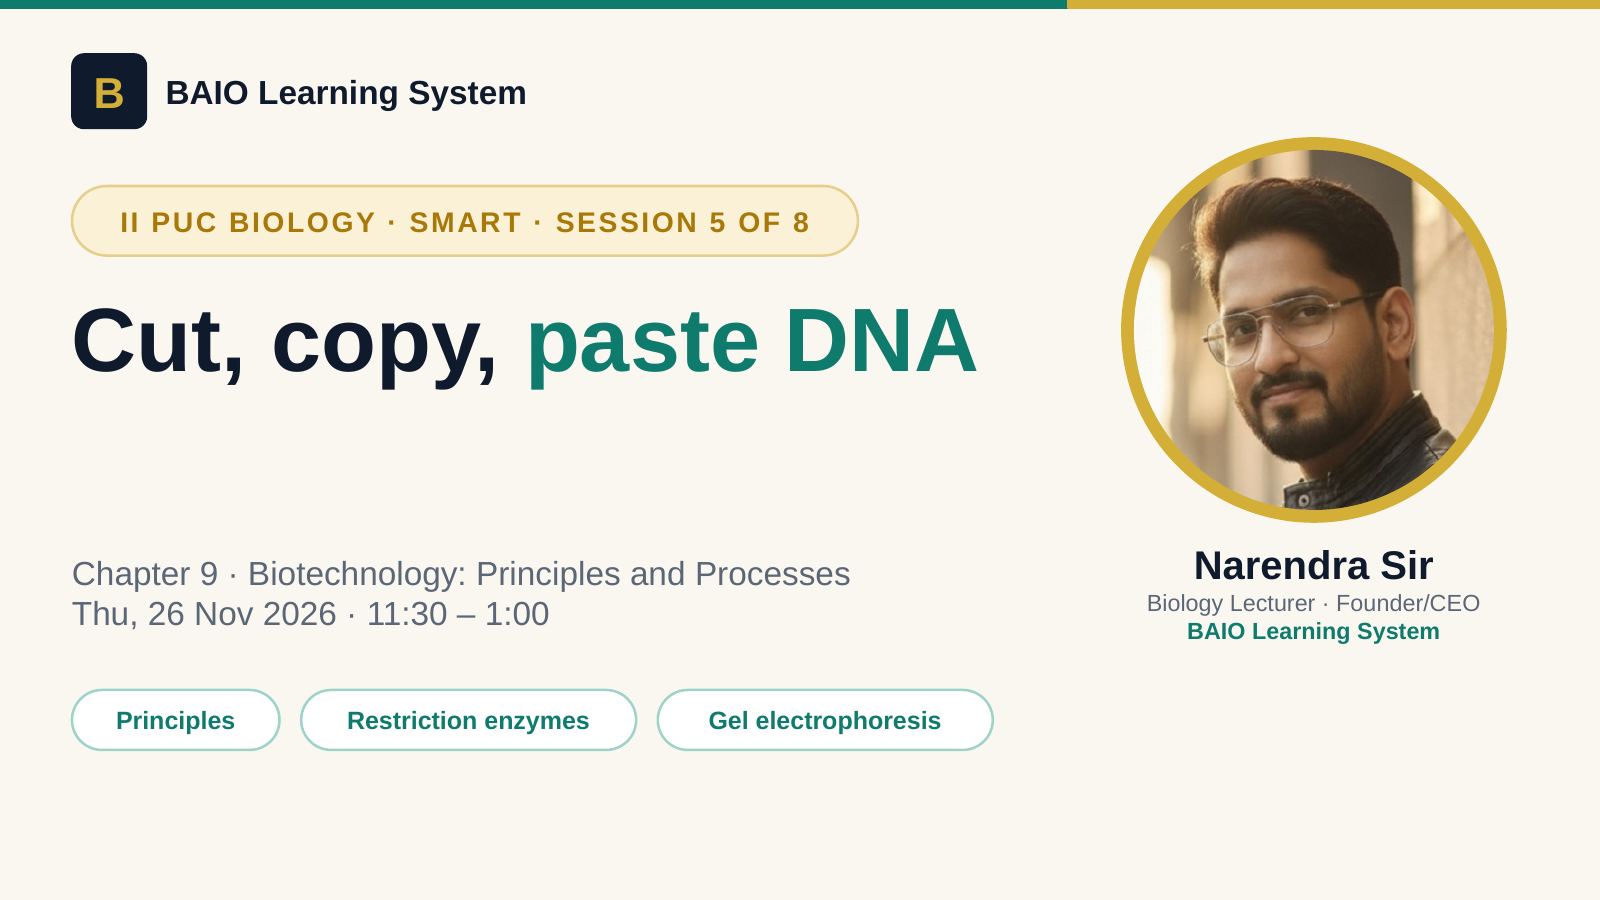 B
BAIO Learning System
II PUC BIOLOGY · SMART · SESSION 5 OF 8
Cut, copy, paste DNA
Chapter 9 · Biotechnology: Principles and Processes
Thu, 26 Nov 2026 · 11:30 – 1:00
Principles
Restriction enzymes
Gel electrophoresis
Narendra Sir
Biology Lecturer · Founder/CEO
BAIO Learning System